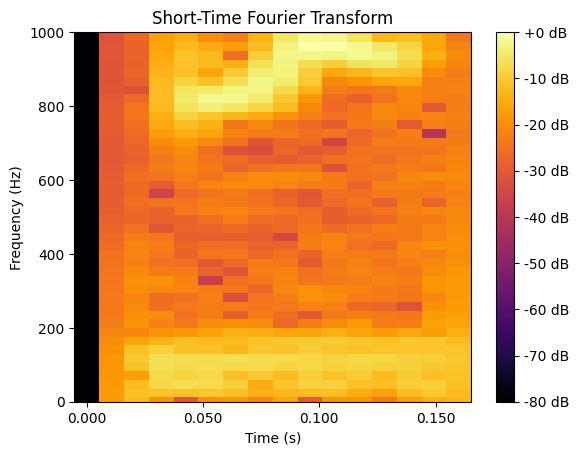 Short-Time Fourier Transform
1000
800
600
400
200
0
Frequency (Hz)
0.000
0.050
0.100
0.150
Time (s)
+0 dB
-10 dB
-20 dB
-30 dB
-40 dB
-50 dB
-60 dB
-70 dB
-80 dB